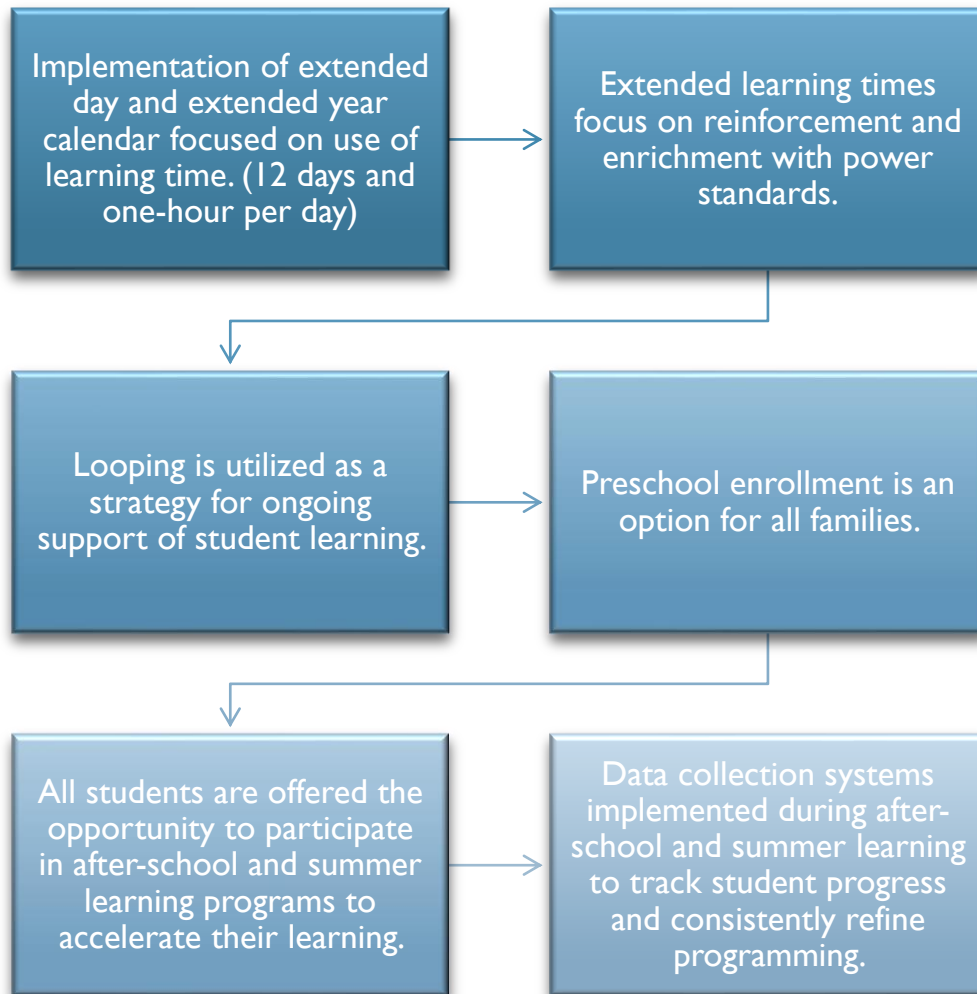 Implementation of extended
day and extended year
calendar focused on use of
learning time. (12 days and
one-hour per day)
Extended learning times
focus on reinforcement and
enrichment with power
standards.
Looping is utilized as a
strategy for ongoing
support of student learning.
Preschool enrollment is an
option for all families.
All students are offered the
opportunity to participate
in after-school and summer
learning programs to
accelerate their learning.
Data collection systems
implemented during after-
school and summer learning
to track student progress
and consistently refine
programming.